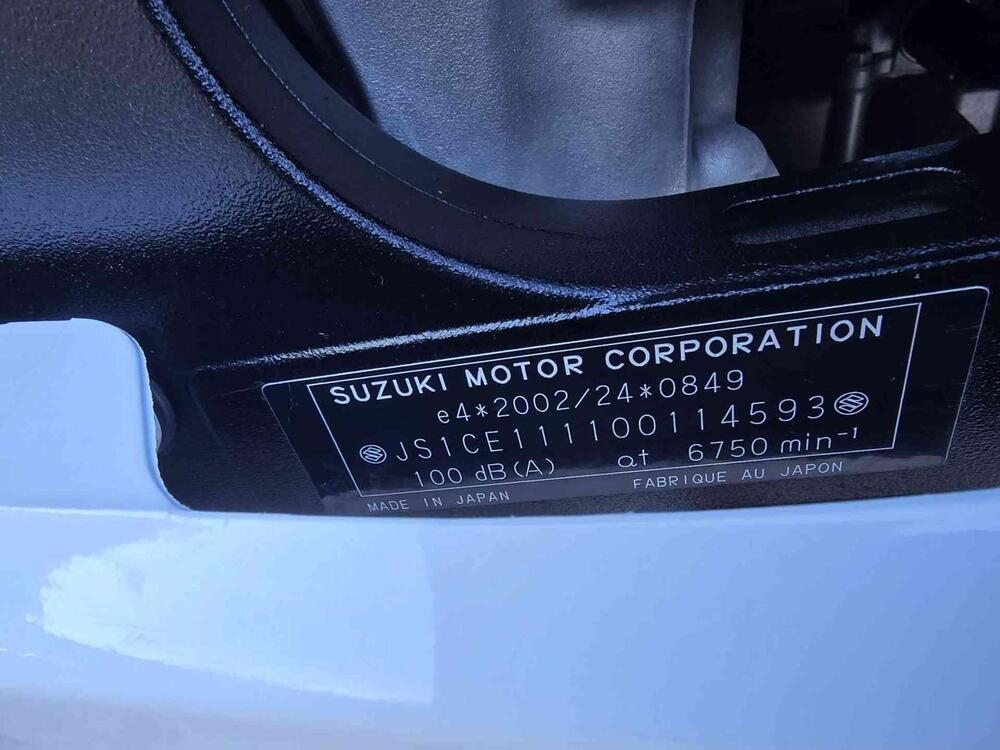 SUZUKI MOTOR CORPORATION
e4*2002/24*0849
JS1CE111100114593
100 dB(A) at 6750 min-1
MADE IN JAPAN FABRIQUE AU JAPON